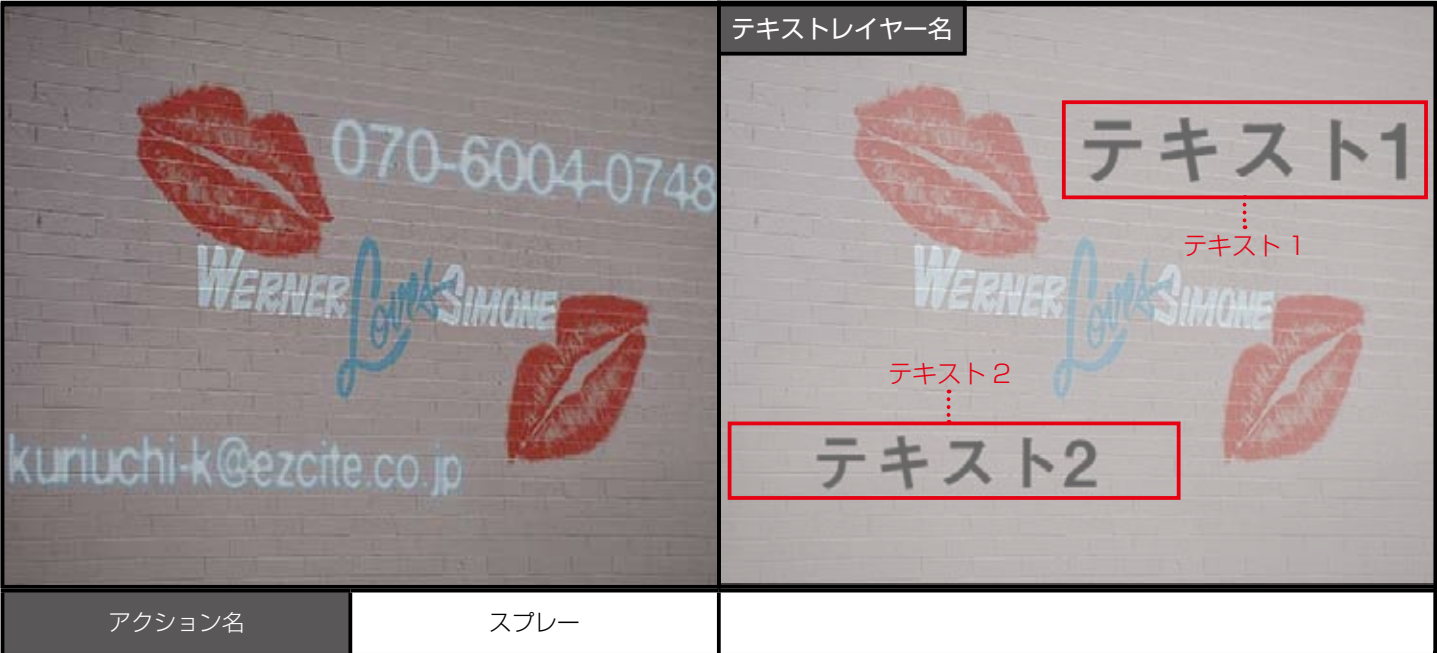 070-6004-0748
WERNER Loves SIMONE
kuriuchi-k@ezcite.co.jp
テキストレイヤー名
テキスト1
テキスト 1
WERNER Loves SIMONE
テキスト 2
テキスト2
アクション名
スプレー